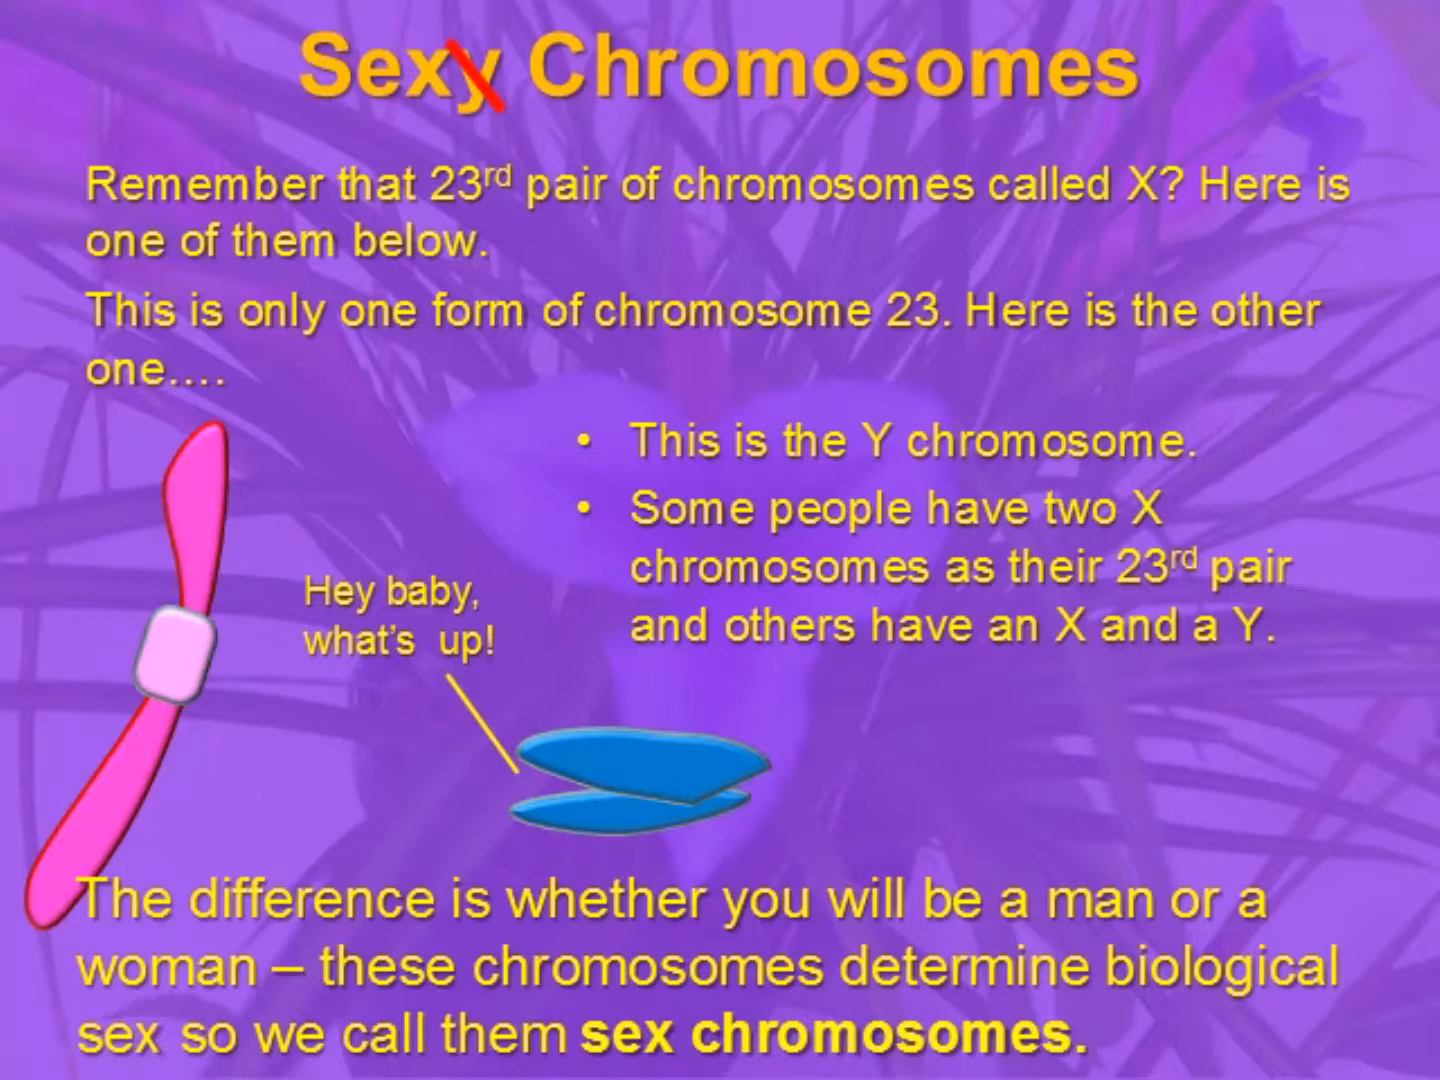 Sexy Chromosomes
Remember that 23rd pair of chromosomes called X? Here is
one of them below.
This is only one form of chromosome 23. Here is the other
one....
• This is the Y chromosome.
• Some people have two X
chromosomes as their 23rd pair
and others have an X and a Y.
Hey baby,
what's up!
The difference is whether you will be a man or a
woman – these chromosomes determine biological
sex so we call them sex chromosomes.